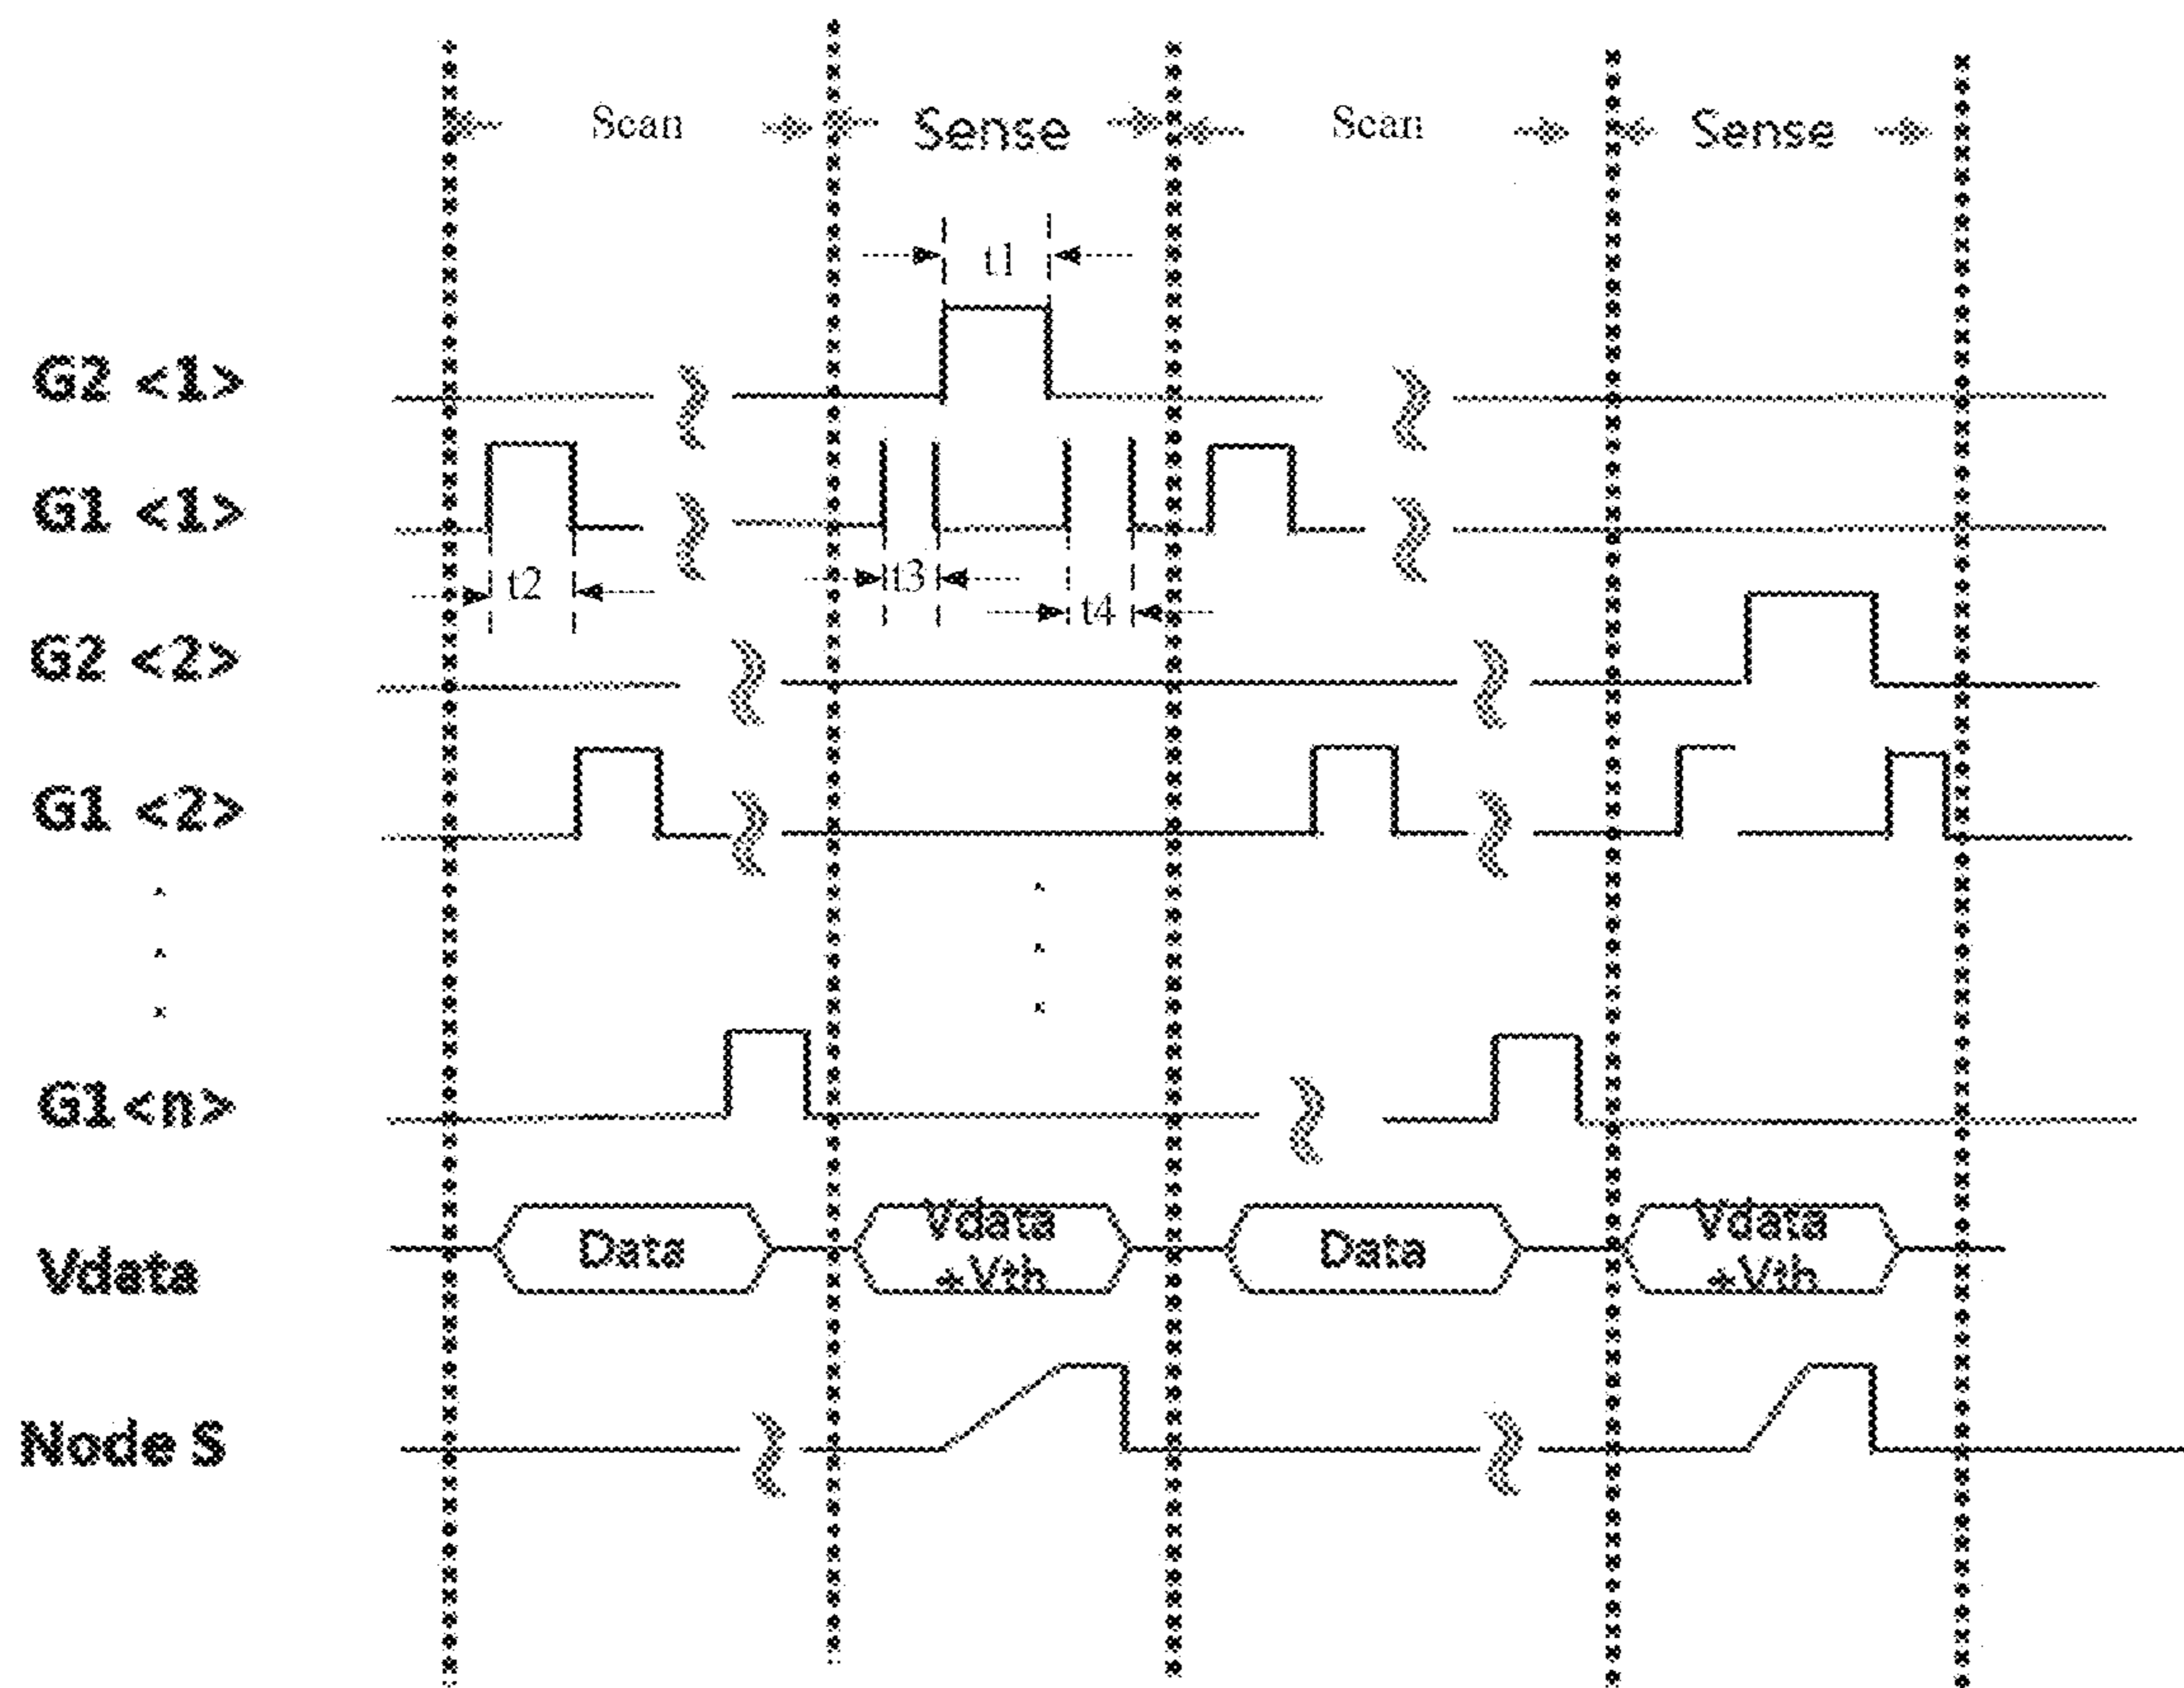 Scan Sense Scan Sense
t1
G2 <1>
G1 <1>
t2 t3 t4
G2 <2>
G1 <2>
G1<n>
Vdata Data Vdata Data Vdata
+Vth +Vth
Node S